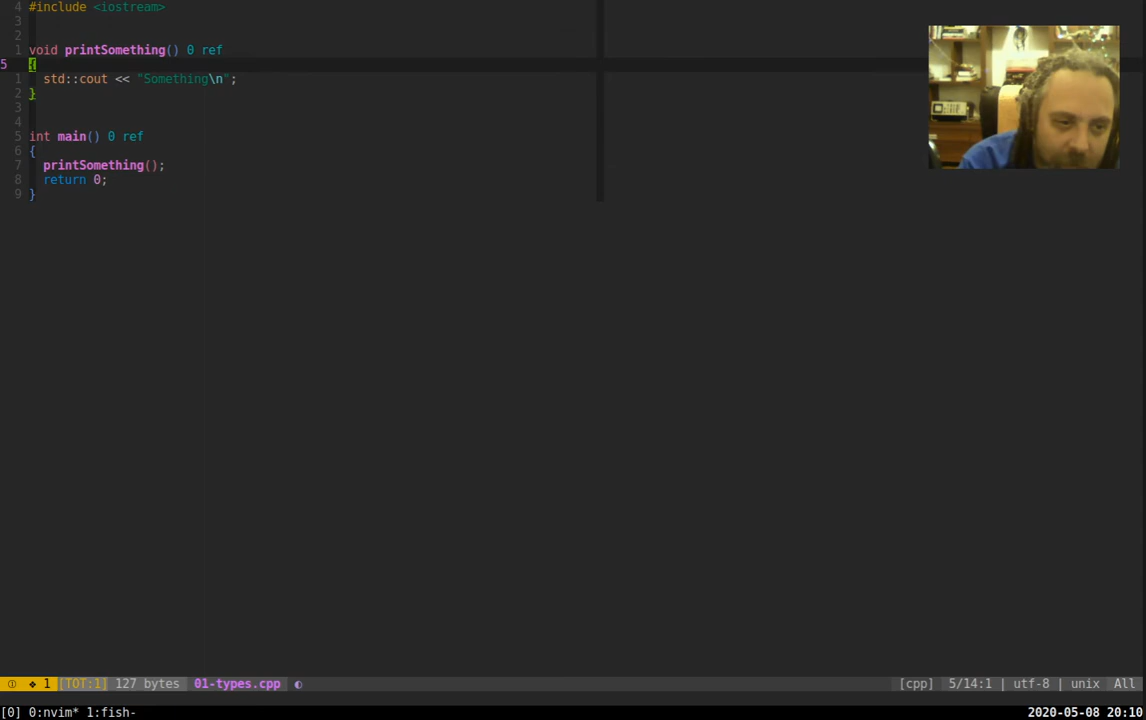 4 #include <iostream>
3
2
1 void printSomething() 0 ref
5 {
1 std::cout << "Something\n";
2 }
3
4
5 int main() 0 ref
6 {
7 printSomething();
8 return 0;
9 }
① ❖ 1 [TOT:1] 127 bytes 01-types.cpp ◐ [cpp] 5/14:1 | utf-8 | unix All
[0] 0:nvim* 1:fish- 2020-05-08 20:10